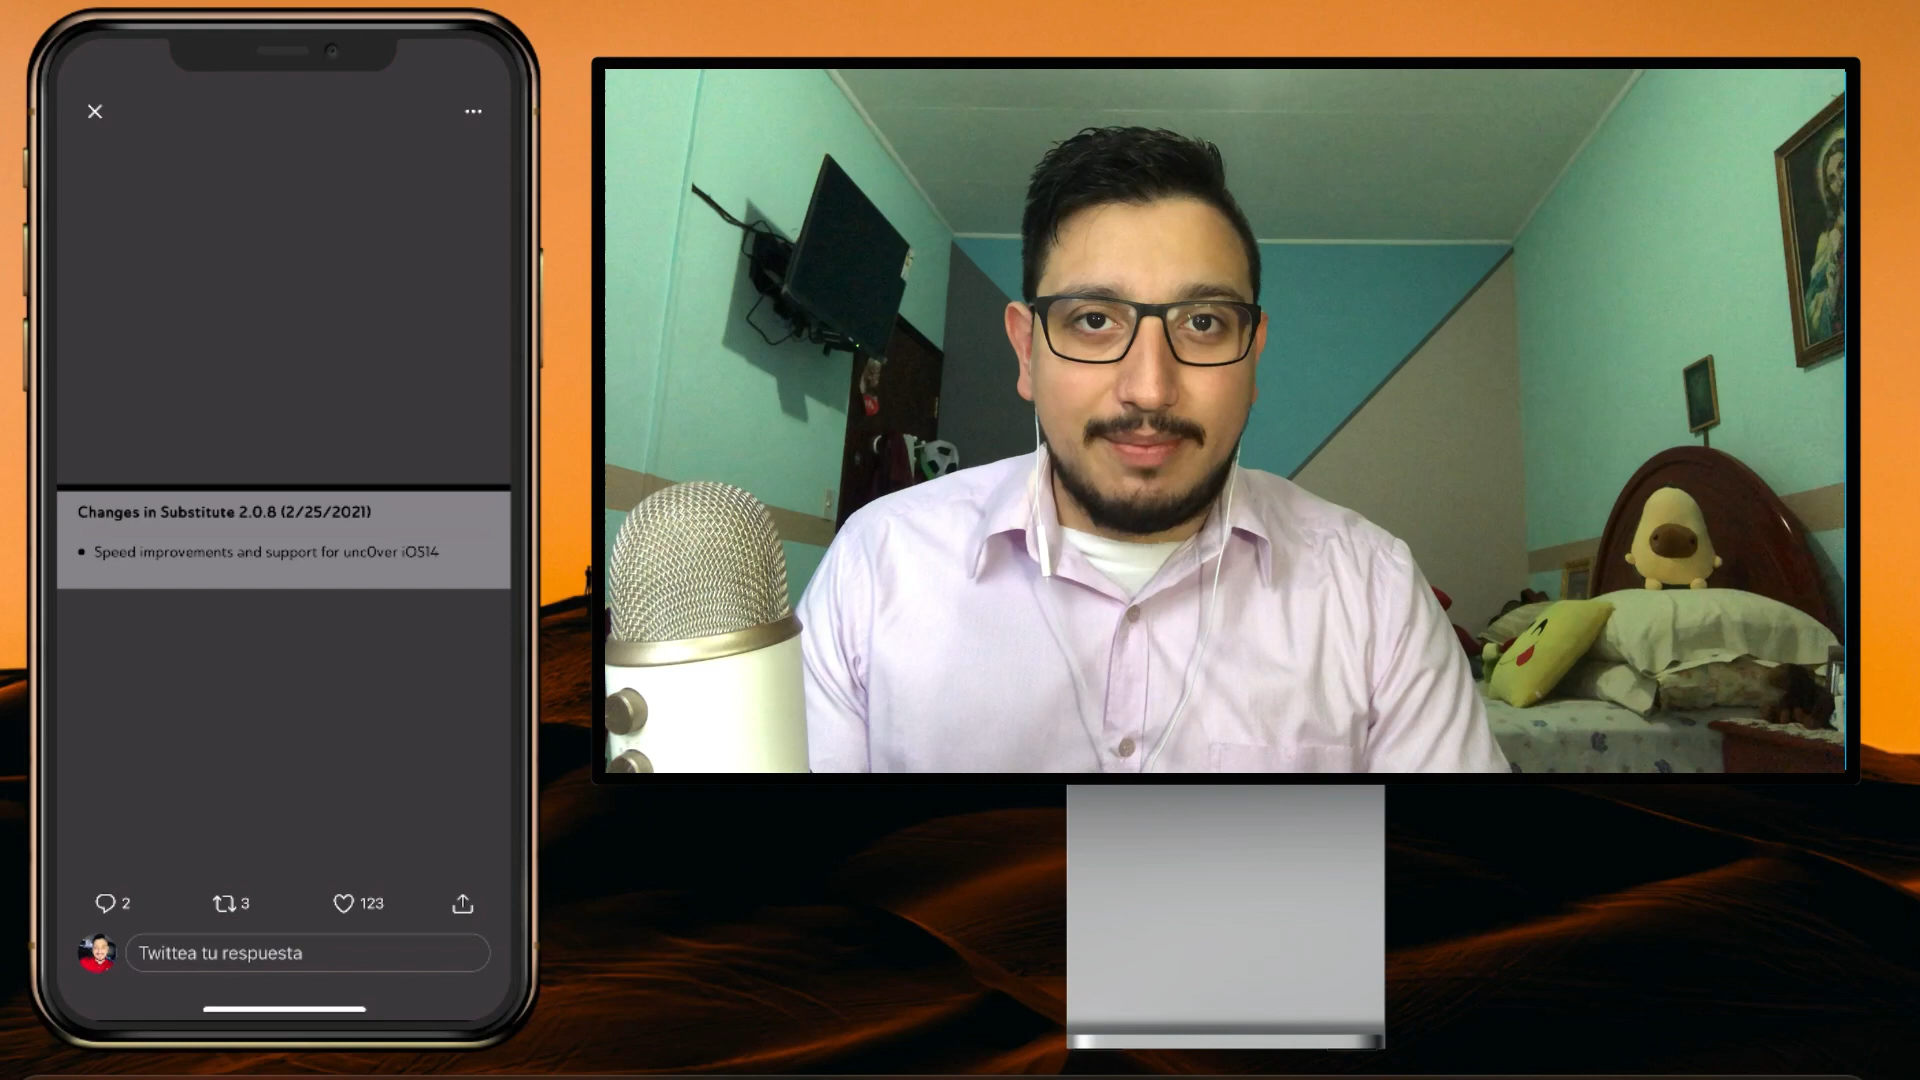 Changes in Substitute 2.0.8 (2/25/2021)
• Speed improvements and support for unc0ver iOS14
2 3 123
Twittea tu respuesta